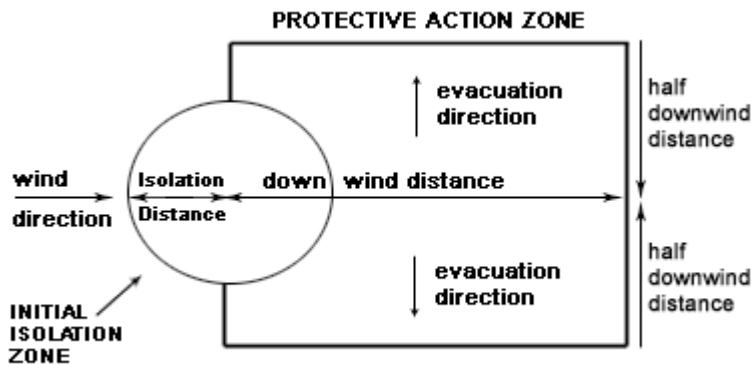 PROTECTIVE ACTION ZONE
evacuation
direction
half
downwind
distance
wind
direction
Isolation
Distance
down wind distance
evacuation
direction
half
downwind
distance
INITIAL
ISOLATION
ZONE